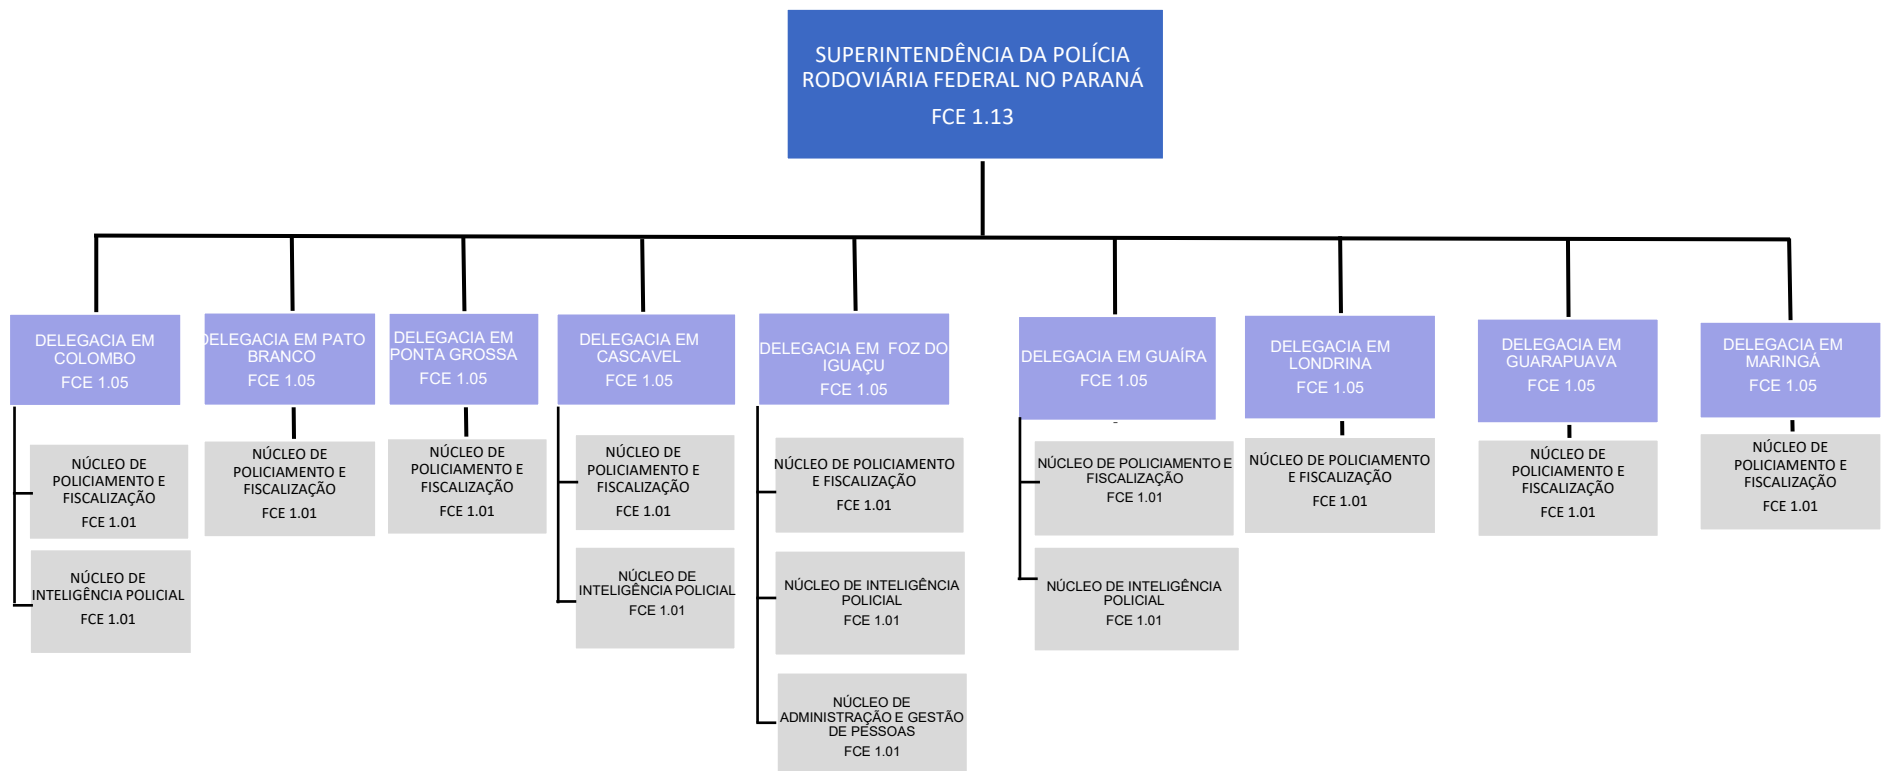 SUPERINTENDÊNCIA DA POLÍCIA
RODOVIÁRIA FEDERAL NO PARANÁ
FCE 1.13
DELEGACIA EM
COLOMBO
FCE 1.05
DELEGACIA EM PATO
BRANCO
FCE 1.05
DELEGACIA EM
PONTA GROSSA
FCE 1.05
DELEGACIA EM
CASCAVEL
FCE 1.05
DELEGACIA EM FOZ DO
IGUAÇU
FCE 1.05
DELEGACIA EM GUAÍRA
FCE 1.05
DELEGACIA EM
LONDRINA
FCE 1.05
DELEGACIA EM
GUARAPUAVA
FCE 1.05
DELEGACIA EM
MARINGÁ
FCE 1.05
NÚCLEO DE
POLICIAMENTO E
FISCALIZAÇÃO
FCE 1.01
NÚCLEO DE
POLICIAMENTO E
FISCALIZAÇÃO
FCE 1.01
NÚCLEO DE
POLICIAMENTO E
FISCALIZAÇÃO
FCE 1.01
NÚCLEO DE
POLICIAMENTO E
FISCALIZAÇÃO
FCE 1.01
NÚCLEO DE POLICIAMENTO
E FISCALIZAÇÃO
FCE 1.01
NÚCLEO DE POLICIAMENTO E
FISCALIZAÇÃO
FCE 1.01
NÚCLEO DE POLICIAMENTO
E FISCALIZAÇÃO
FCE 1.01
NÚCLEO DE
POLICIAMENTO E
FISCALIZAÇÃO
FCE 1.01
NÚCLEO DE
POLICIAMENTO E
FISCALIZAÇÃO
FCE 1.01
NÚCLEO DE
INTELIGÊNCIA POLICIAL
FCE 1.01
NÚCLEO DE
INTELIGÊNCIA POLICIAL
FCE 1.01
NÚCLEO DE INTELIGÊNCIA
POLICIAL
FCE 1.01
NÚCLEO DE INTELIGÊNCIA
POLICIAL
FCE 1.01
NÚCLEO DE
ADMINISTRAÇÃO E GESTÃO
DE PESSOAS
FCE 1.01